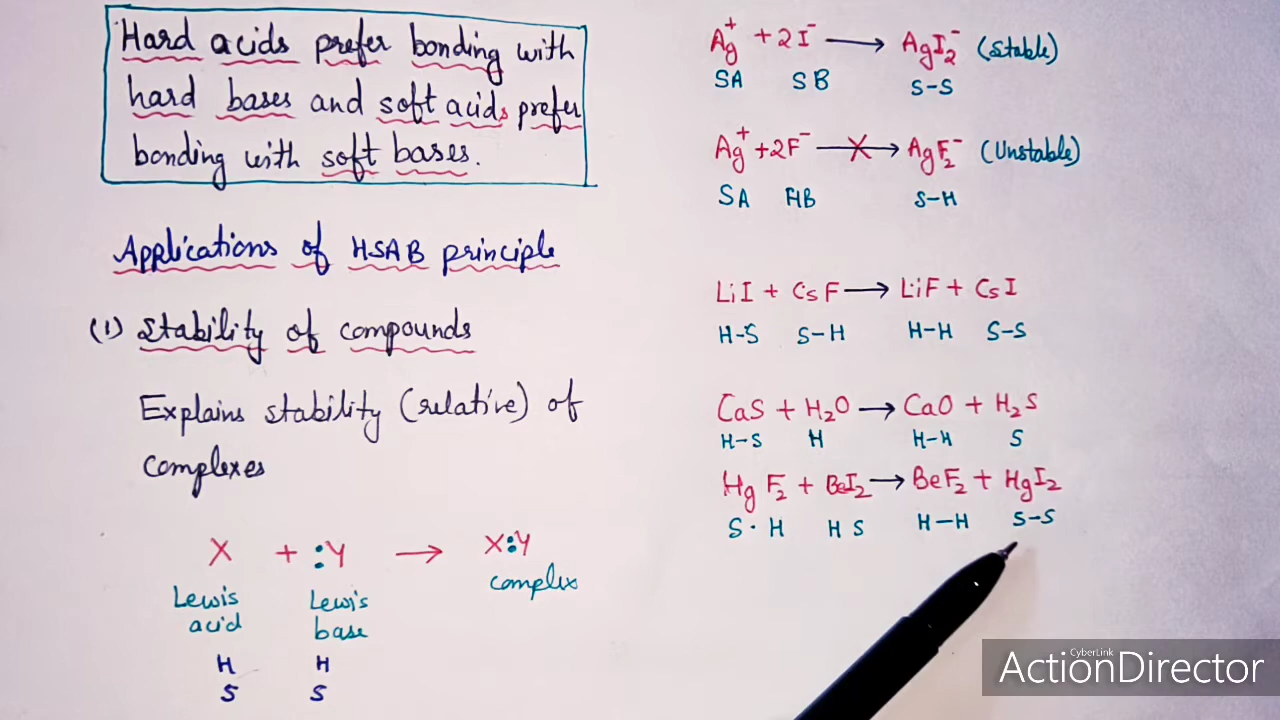 Hard acids prefer bonding with
hard bases and soft acids prefer
bonding with soft bases.
Applications of HSAB principle
(1) Stability of compounds
Explains stability (relative) of
complexes
X + :Y → X:Y
Lewis acid Lewis base complex
H H
S S
Ag⁺ + 2I⁻ → AgI₂⁻ (Stable)
SA SB S-S
Ag⁺ + 2F⁻ → AgF₂⁻ (Unstable)
SA HB S-H
LiI + CsF → LiF + CsI
H-S S-H H-H S-S
CaS + H₂O → CaO + H₂S
H-S H H-H S
HgF₂ + BeI₂ → BeF₂ + HgI₂
S·H H S H-H S-S
CyberLink
ActionDirector